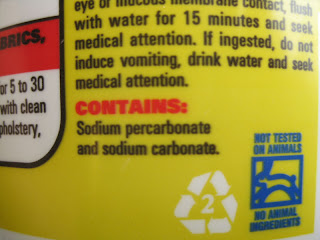 BRICS,
or 5 to 30
with clean
pholstery,
eye or mucous membrane contact, flush
with water for 15 minutes and seek
medical attention. If ingested, do not
induce vomiting, drink water and seek
medical attention.
CONTAINS:
Sodium percarbonate
and sodium carbonate.
2
NOT TESTED
ON ANIMALS
NO ANIMAL
INGREDIENTS